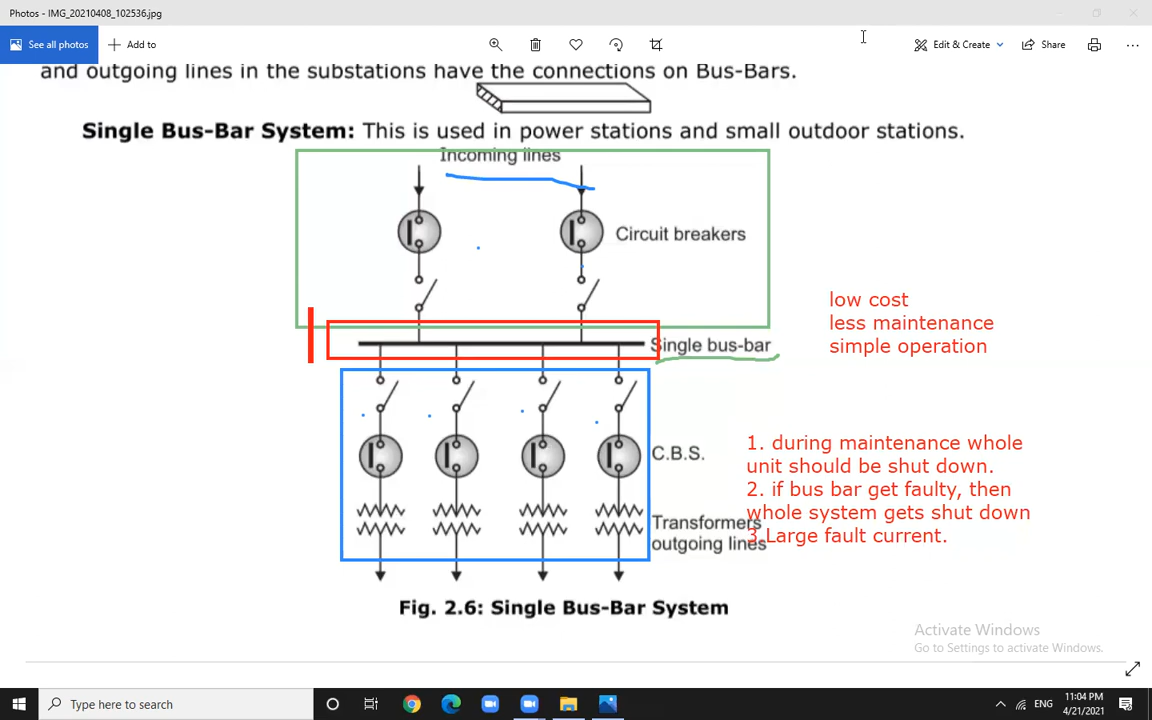 Photos - IMG_20210408_102536.jpg
See all photos
Add to
Edit & Create
Share
and outgoing lines in the substations have the connections on Bus-Bars.
Single Bus-Bar System: This is used in power stations and small outdoor stations.
Incoming lines
Circuit breakers
low cost
less maintenance
simple operation
Single bus-bar
1. during maintenance whole
unit should be shut down.
2. if bus bar get faulty, then
whole system gets shut down
3.Large fault current.
C.B.S.
Transformers
outgoing lines
Fig. 2.6: Single Bus-Bar System
Activate Windows
Go to Settings to activate Windows.
Type here to search
ENG
11:04 PM
4/21/2021